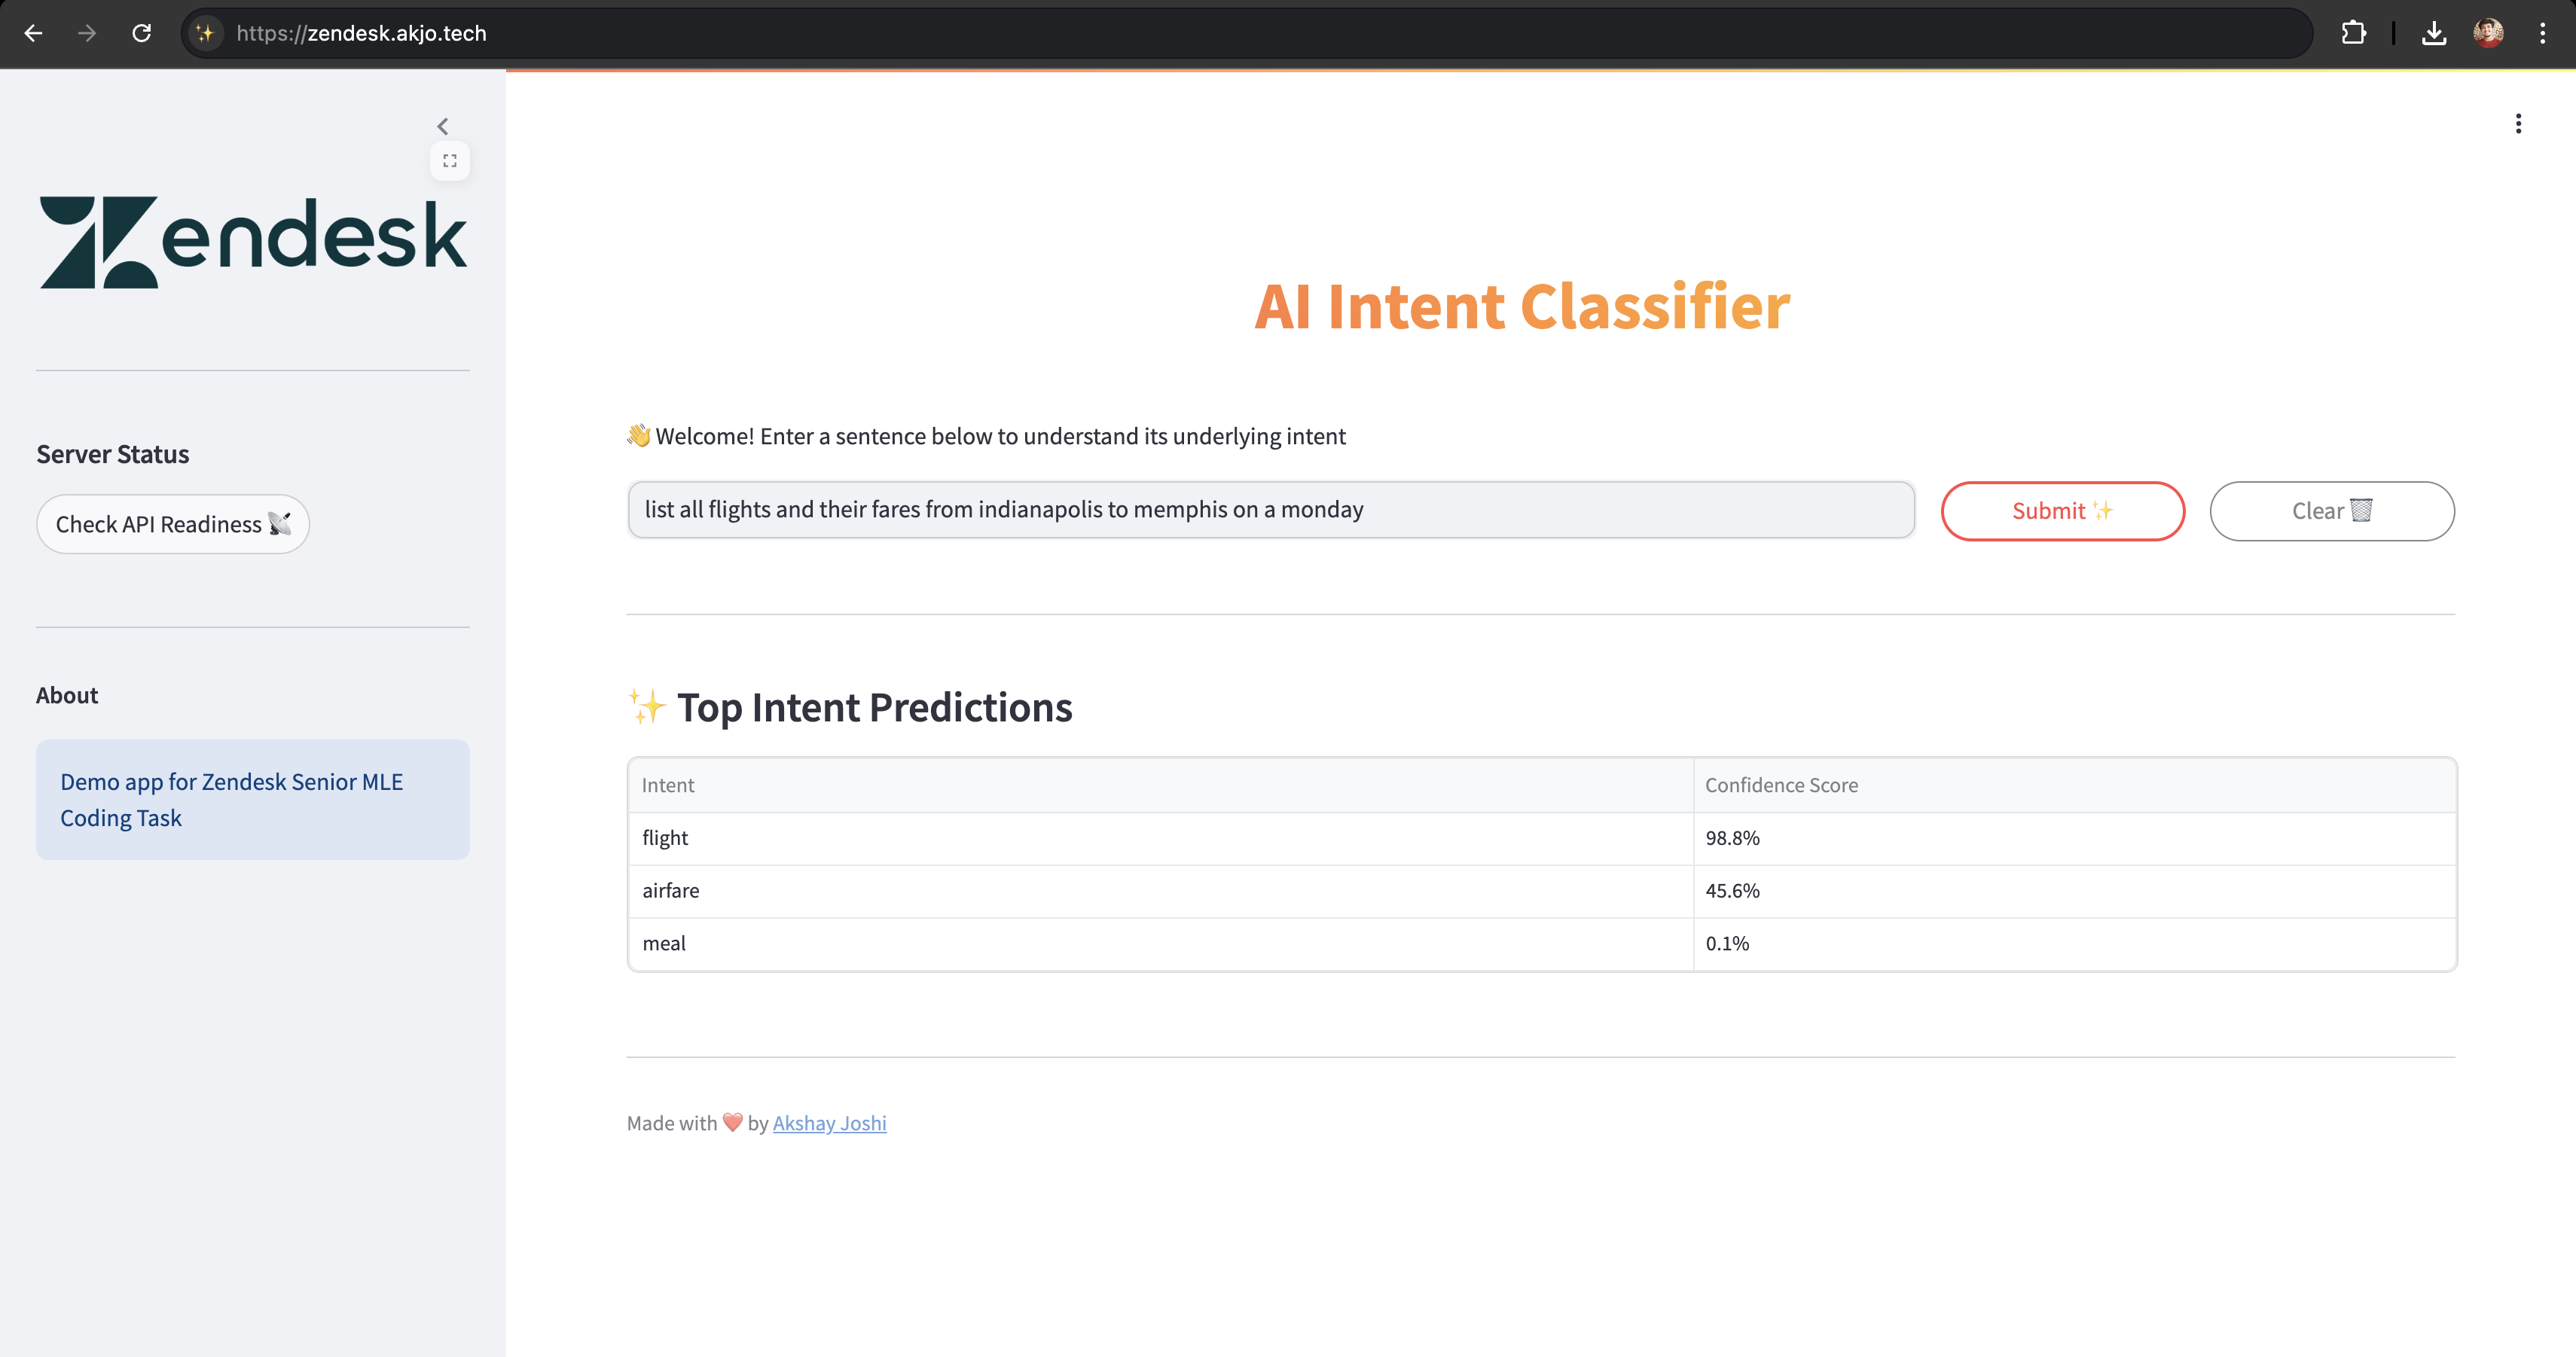 https://zendesk.akjo.tech
Zendesk
Server Status
Check API Readiness 📡
About
Demo app for Zendesk Senior MLE
Coding Task
AI Intent Classifier
👋 Welcome! Enter a sentence below to understand its underlying intent
list all flights and their fares from indianapolis to memphis on a monday
Submit ✨
Clear 🗑️
✨ Top Intent Predictions
Intent Confidence Score
flight 98.8%
airfare 45.6%
meal 0.1%
Made with ❤️ by Akshay Joshi